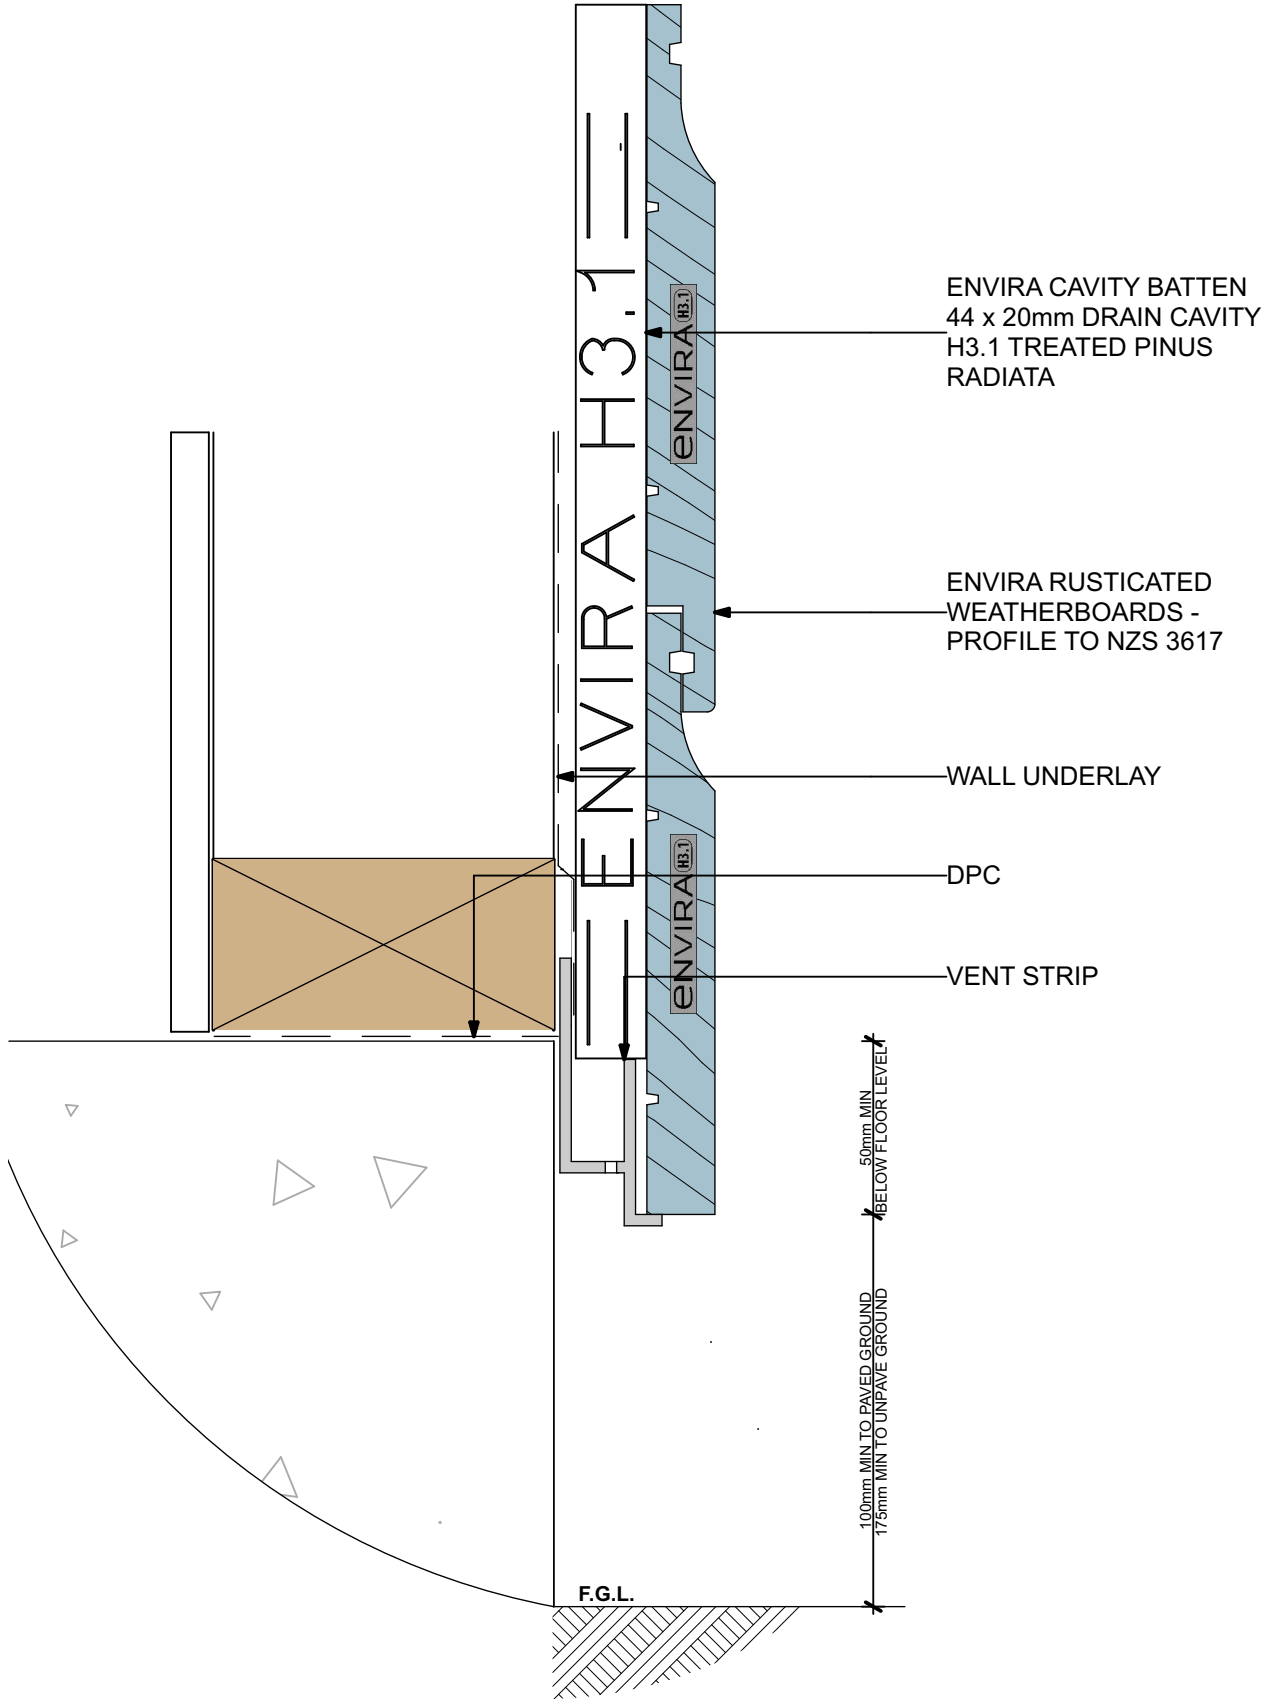 ENVIRA H3.1
eNVIRA H3.1
ENVIRA CAVITY BATTEN
44 x 20mm DRAIN CAVITY
H3.1 TREATED PINUS
RADIATA
ENVIRA RUSTICATED
WEATHERBOARDS -
PROFILE TO NZS 3617
WALL UNDERLAY
DPC
eNVIRA H3.1
VENT STRIP
50mm MIN
BELOW FLOOR LEVEL
100mm MIN TO PAVED GROUND
175mm MIN TO UNPAVE GROUND
F.G.L.